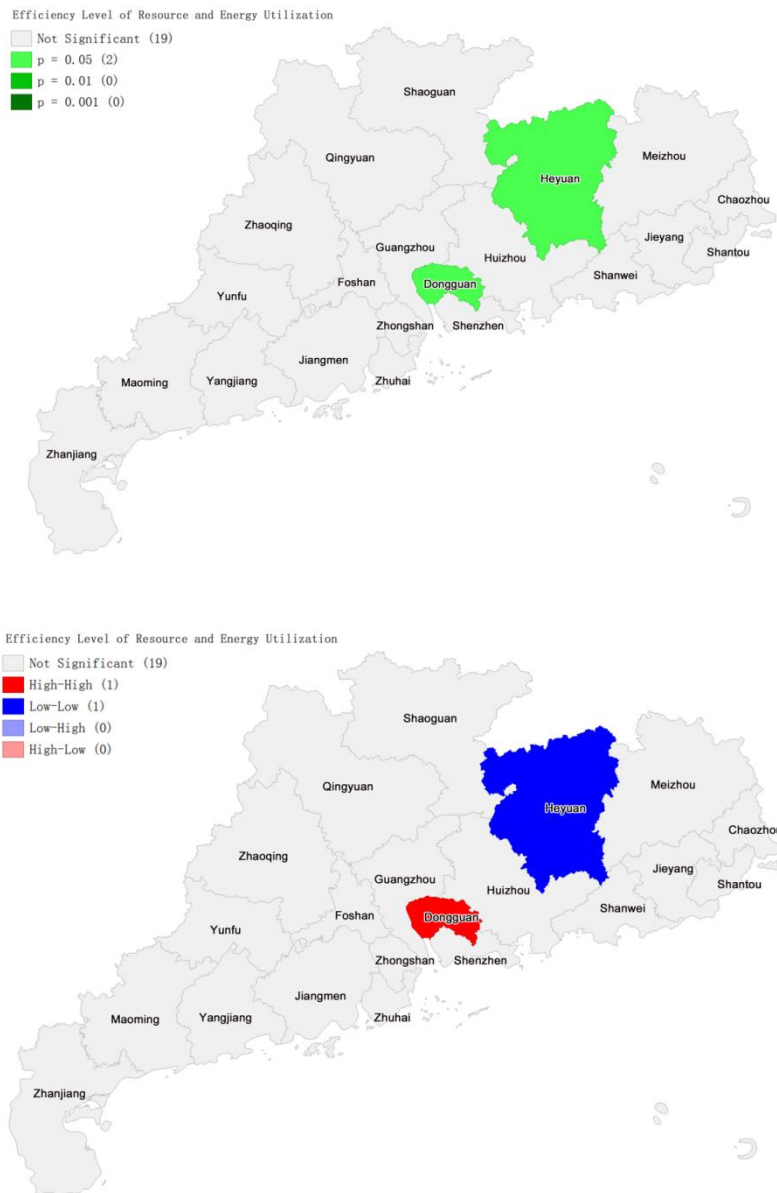 Efficiency Level of Resource and Energy Utilization
Not Significant (19)
p = 0.05 (2)
p = 0.01 (0)
p = 0.001 (0)
Shaoguan
Qingyuan
Meizhou
Heyuan
Chaozhou
Zhaoqing
Jieyang
Guangzhou
Shantou
Huizhou
Shanwei
Foshan
Dongguan
Yunfu
Zhongshan
Shenzhen
Jiangmen
Maoming
Yangjiang
Zhuhai
Zhanjiang
Efficiency Level of Resource and Energy Utilization
Not Significant (19)
High-High (1)
Low-Low (1)
Low-High (0)
High-Low (0)
Shaoguan
Qingyuan
Meizhou
Heyuan
Chaozhou
Zhaoqing
Jieyang
Guangzhou
Shantou
Huizhou
Shanwei
Foshan
Dongguan
Yunfu
Zhongshan
Shenzhen
Jiangmen
Maoming
Yangjiang
Zhuhai
Zhanjiang